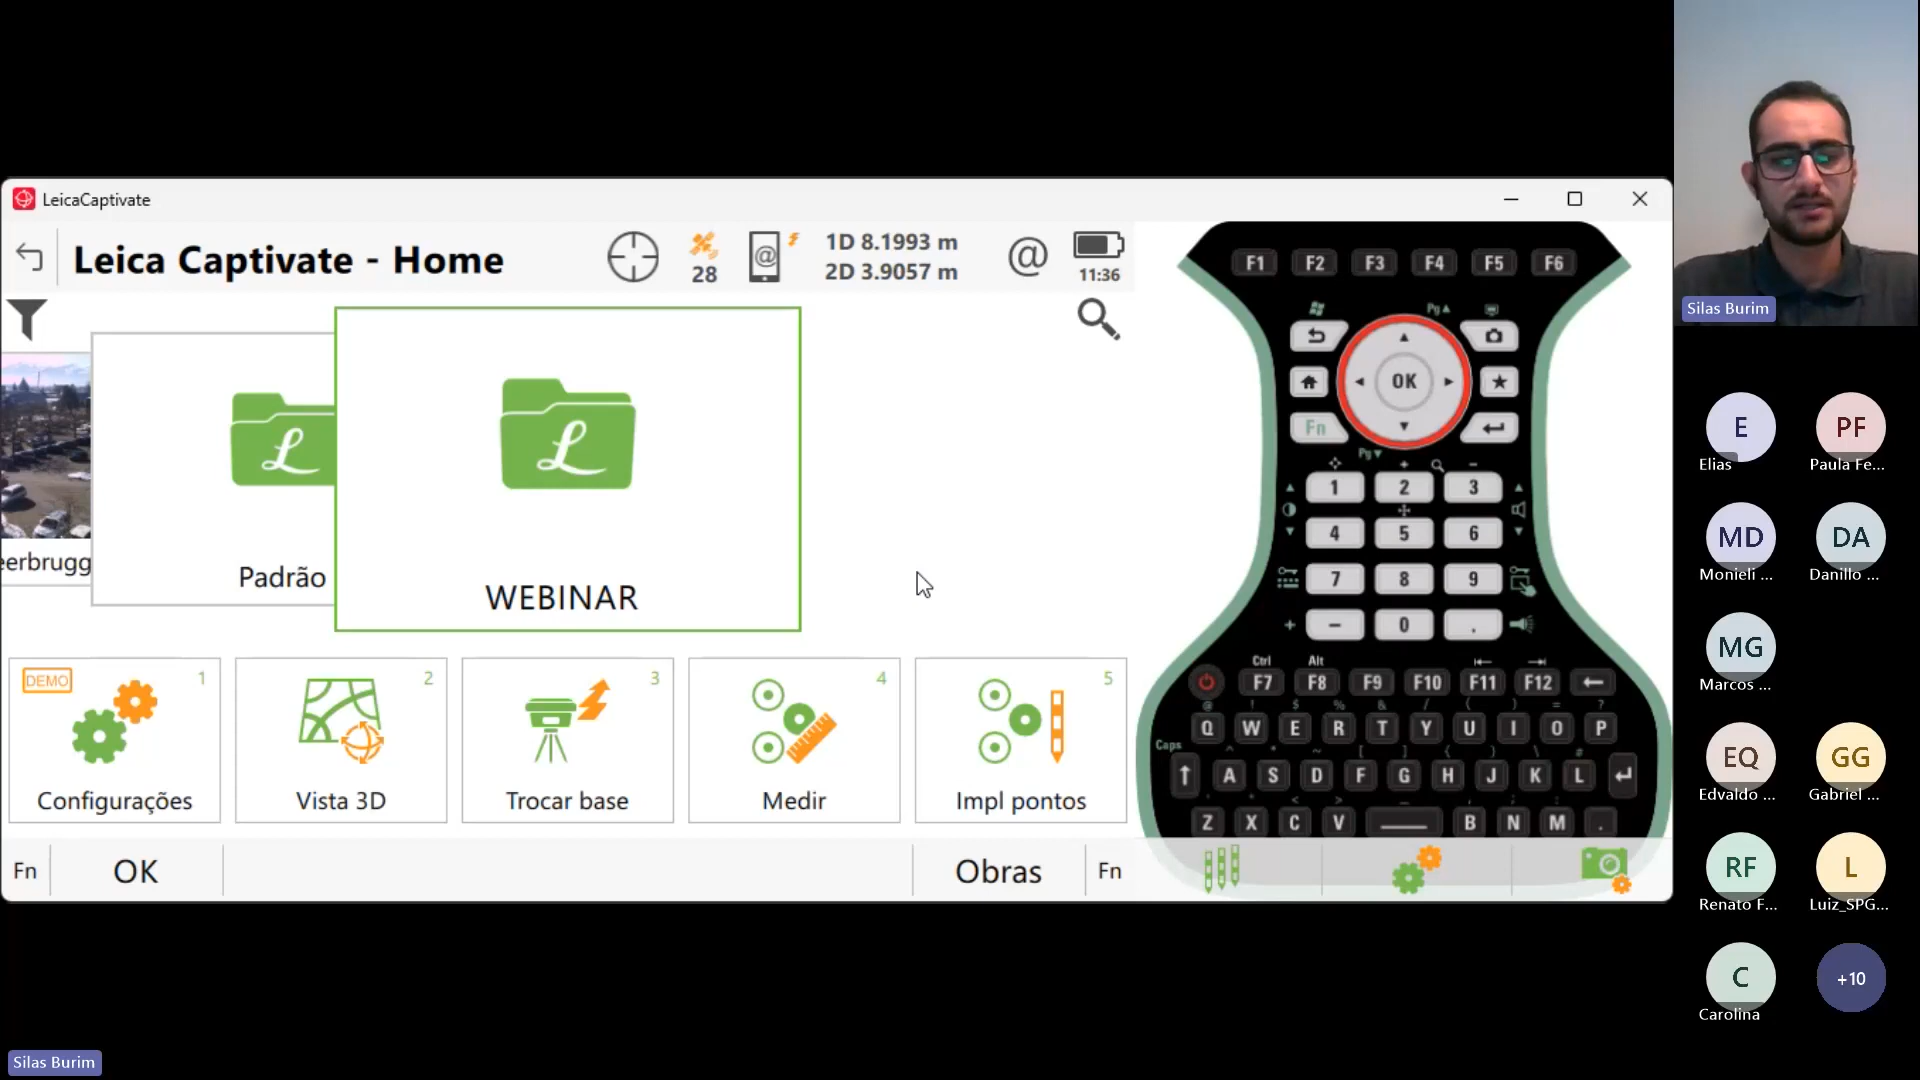 LeicaCaptivate
Leica Captivate - Home
28
@
1D 8.1993 m
2D 3.9057 m
@
11:36
eerbrugg
L
Padrão
L
WEBINAR
DEMO
1
Configurações
2
Vista 3D
3
Trocar base
4
Medir
5
Impl pontos
Fn
OK
Obras
Fn
F1 F2 F3 F4 F5 F6
Pg
OK
Fn
Pg
+ -
1 2 3
4 5 6
7 8 9
+ - 0 .
Ctrl Alt
F7 F8 F9 F10 F11 F12
@ ! $ % & / ( ) = ?
Q W E R T Y U I O P
Caps
A S D F G H J K L
Z X C V B N M .
Silas Burim
E
Elias
PF
Paula Fe...
MD
Monieli ...
DA
Danillo ...
MG
Marcos ...
EQ
Edvaldo ...
GG
Gabriel ...
RF
Renato F...
L
Luiz_SPG...
C
Carolina
+10
Silas Burim